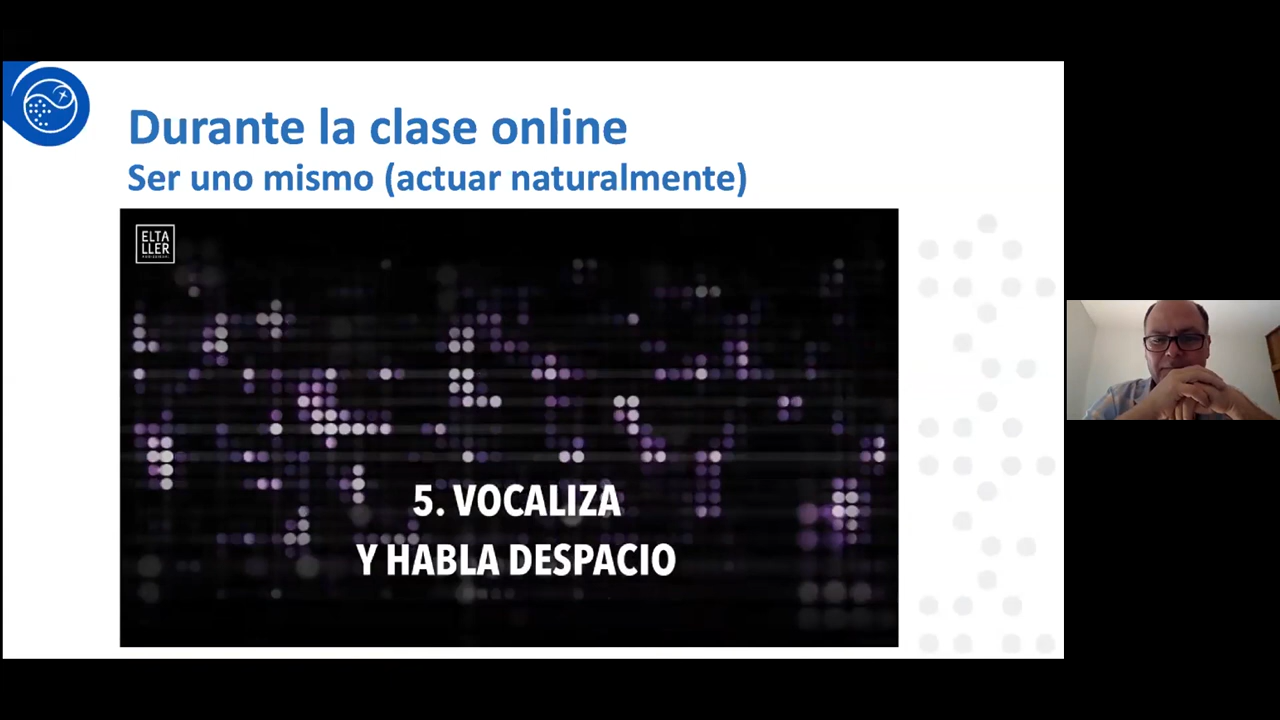 Durante la clase online
Ser uno mismo (actuar naturalmente)
ELTA
LLER
5. VOCALIZA
Y HABLA DESPACIO